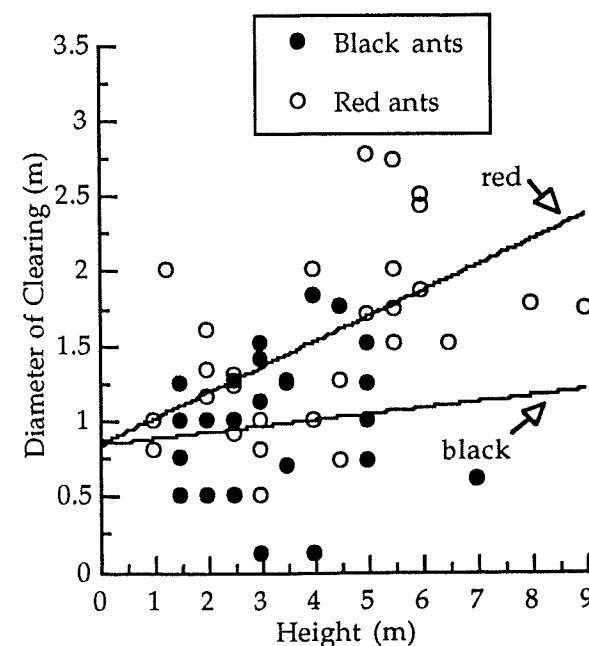 Black ants
Red ants
Diameter of Clearing (m)
3.5
3
2.5
2
1.5
1
0.5
0
red
black
0 1 2 3 4 5 6 7 8 9
Height (m)